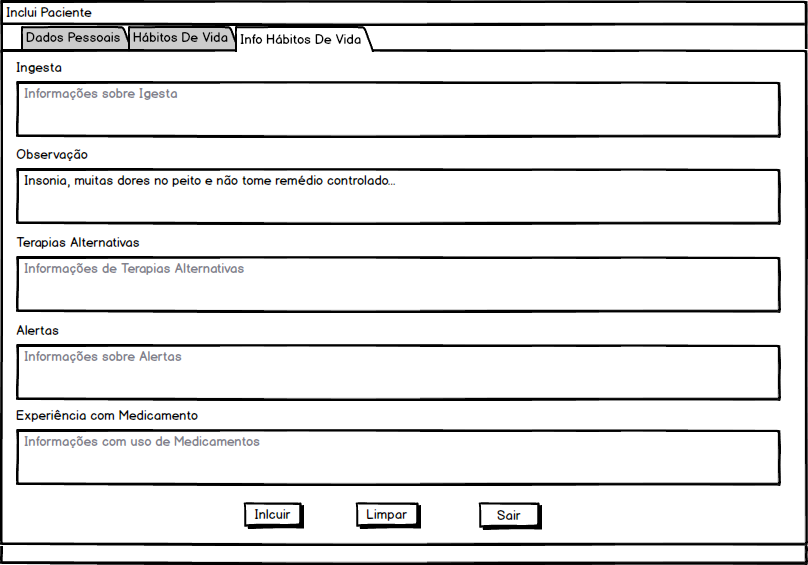 Inclui Paciente
Dados Pessoais Hábitos De Vida Info Hábitos De Vida
Ingesta
Informações sobre Igesta
Observação
Insonia, muitas dores no peito e não tome remédio controlado...
Terapias Alternativas
Informações de Terapias Alternativas
Alertas
Informações sobre Alertas
Experiência com Medicamento
Informações com uso de Medicamentos
Inlcuir Limpar Sair